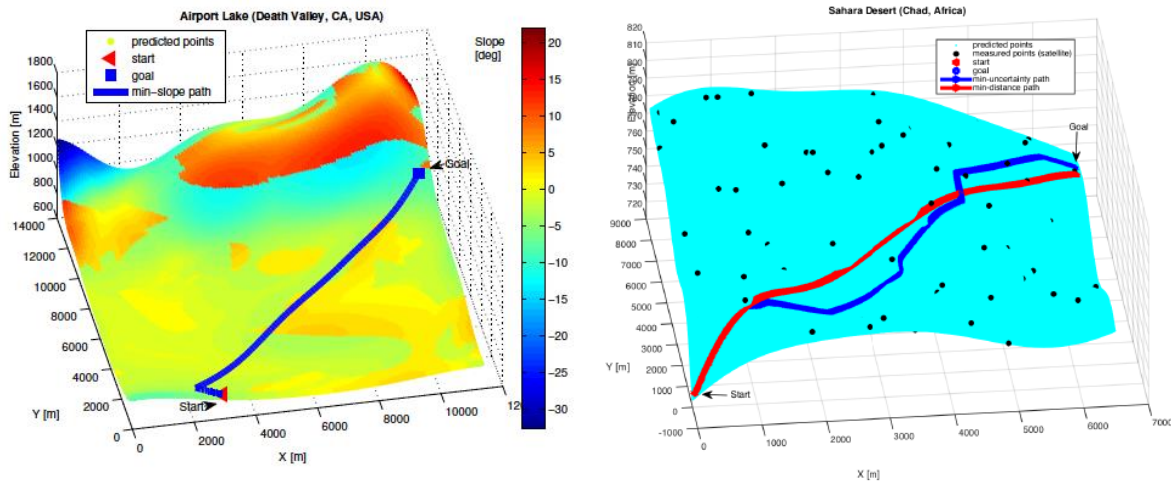 Airport Lake (Death Valley, CA, USA)
predicted points
start
goal
min-slope path
Slope
[deg]
20
15
10
5
0
−5
−10
−15
−20
−25
−30
Elevation [m]
1800
1600
1400
1200
1000
800
600
14000
12000
10000
8000
6000
4000
2000
0
Y [m]
0
2000
4000
6000
8000
10000
X [m]
Goal
Start
Sahara Desert (Chad, Africa)
predicted points
measured points (satellite)
start
goal
min-uncertainty path
min-distance path
820
810
800
790
780
770
760
750
740
730
9000
8000
7000
6000
5000
4000
3000
2000
1000
0
-1000
Y [m]
0
1000
2000
3000
4000
5000
6000
7000
X [m]
Goal
Start